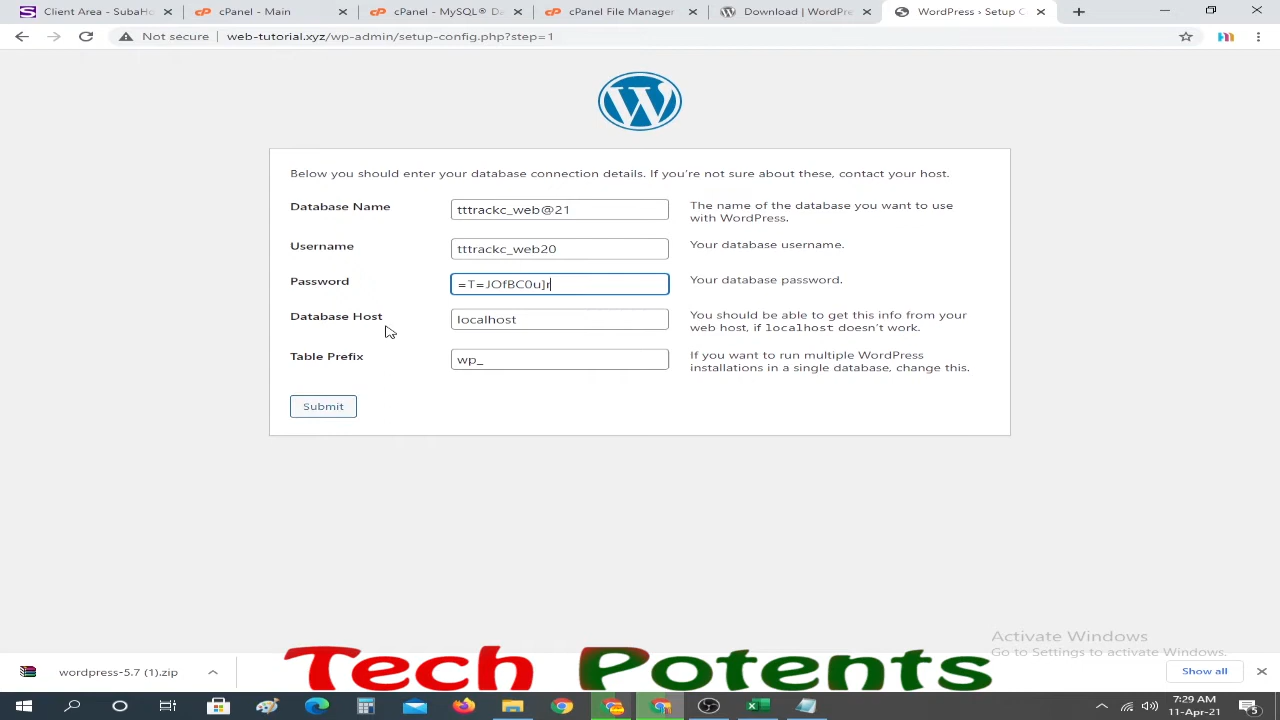 Client Area - SubaHo
cPanel - Main
cPanel - MySQL® Da
cPanel File Manager
Download | WordPre
WordPress › Setup C
Not secure
web-tutorial.xyz/wp-admin/setup-config.php?step=1
Below you should enter your database connection details. If you're not sure about these, contact your host.
Database Name
tttrackc_web@21
The name of the database you want to use
with WordPress.
Username
tttrackc_web20
Your database username.
Password
=T=JOfBC0u]r
Your database password.
Database Host
localhost
You should be able to get this info from your
web host, if localhost doesn't work.
Table Prefix
wp_
If you want to run multiple WordPress
installations in a single database, change this.
Submit
Activate Windows
Go to Settings to activate Windows.
wordpress-5.7 (1).zip
Tech Potents
Show all
7:29 AM
11-Apr-21
5